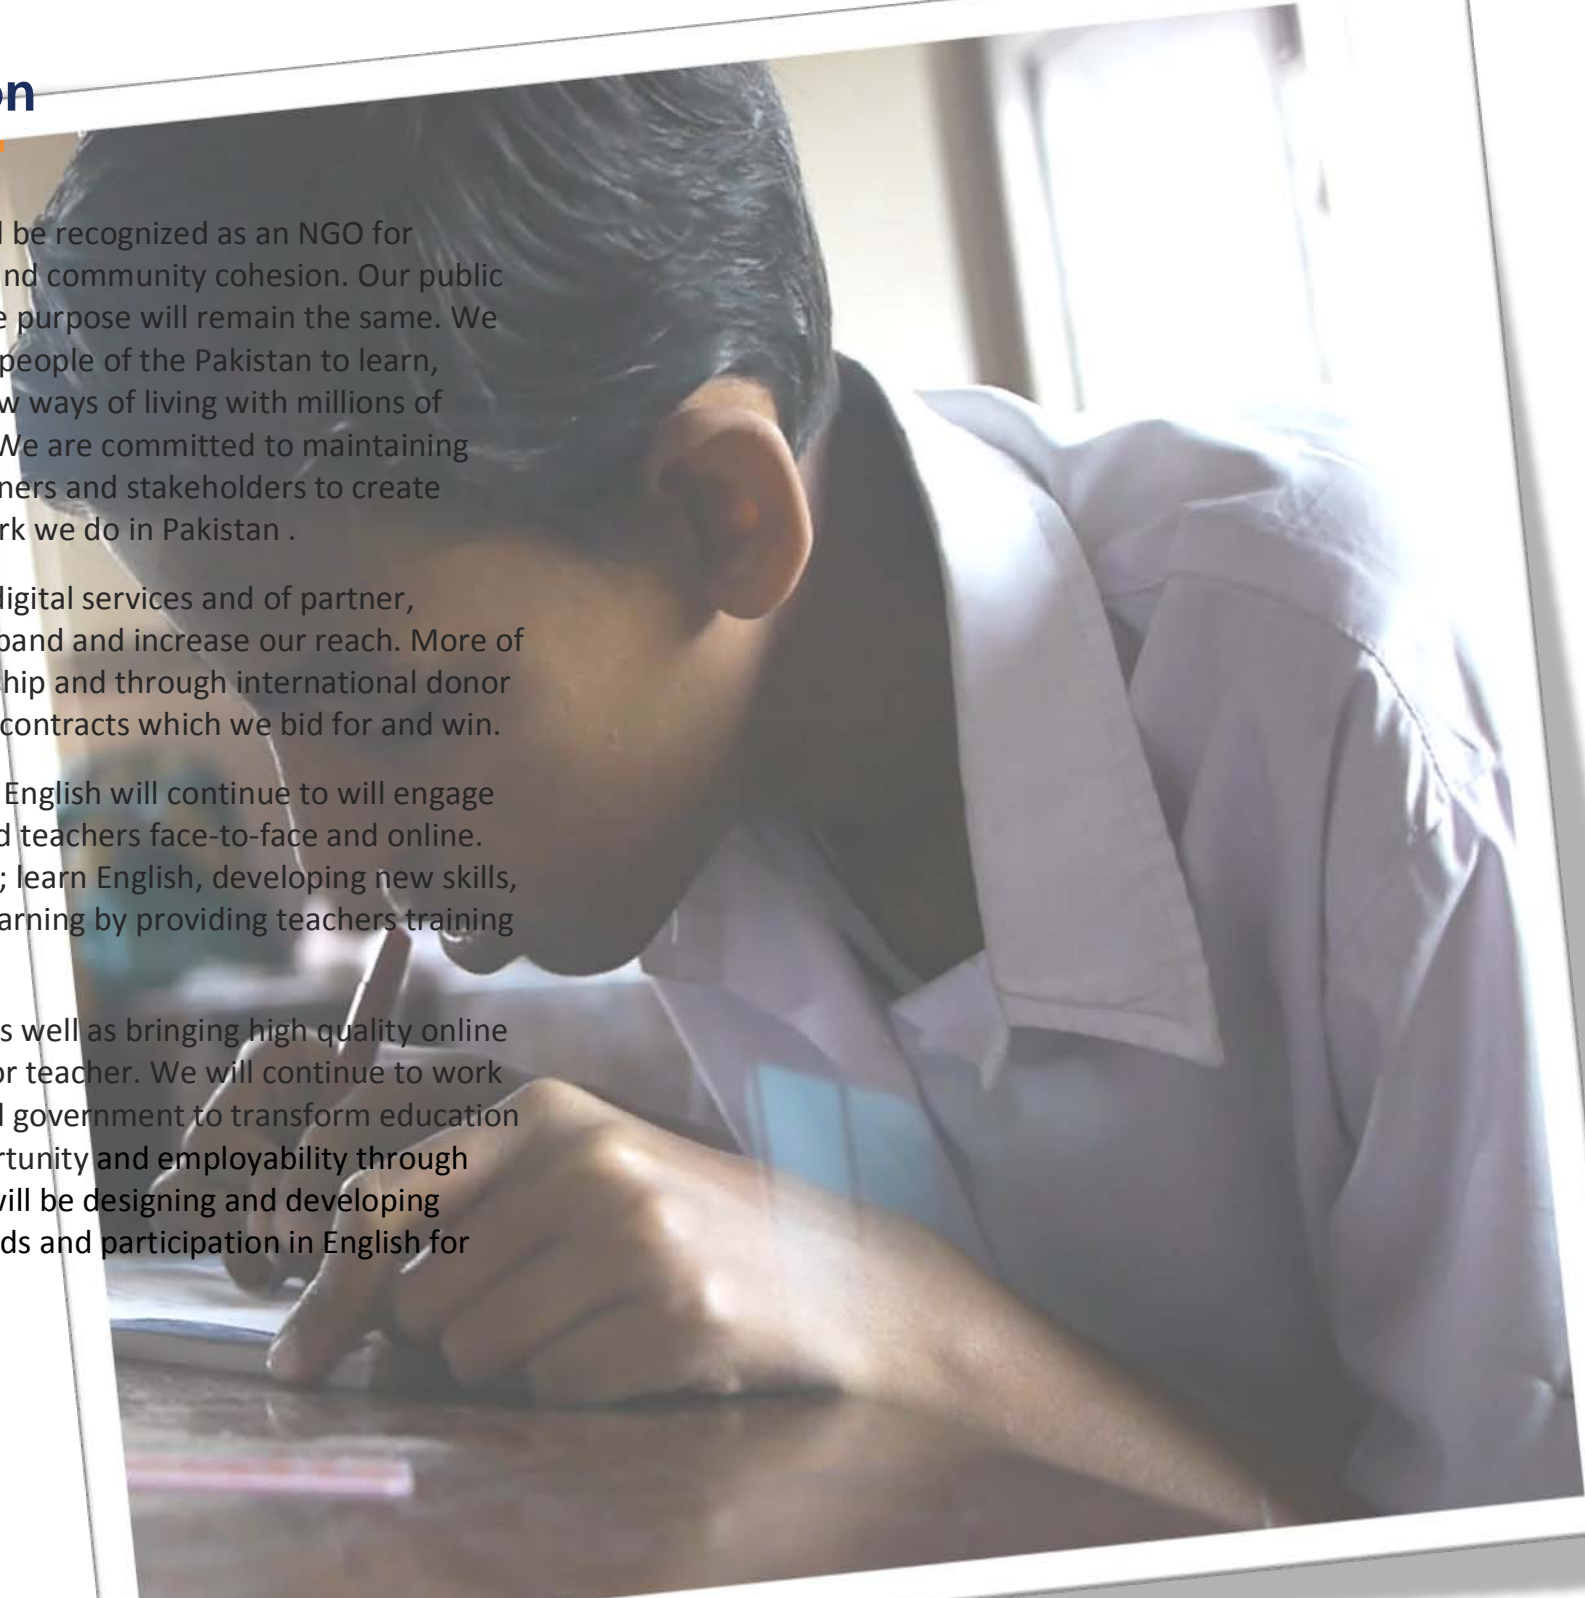 on
l be recognized as an NGO for
nd community cohesion. Our public
e purpose will remain the same. We
people of the Pakistan to learn,
w ways of living with millions of
We are committed to maintaining
ners and stakeholders to create
rk we do in Pakistan .
digital services and of partner,
pand and increase our reach. More of
hip and through international donor
contracts which we bid for and win.
English will continue to will engage
d teachers face-to-face and online.
; learn English, developing new skills,
arning by providing teachers training
s well as bringing high quality online
or teacher. We will continue to work
l government to transform education
rtunity and employability through
will be designing and developing
ds and participation in English for